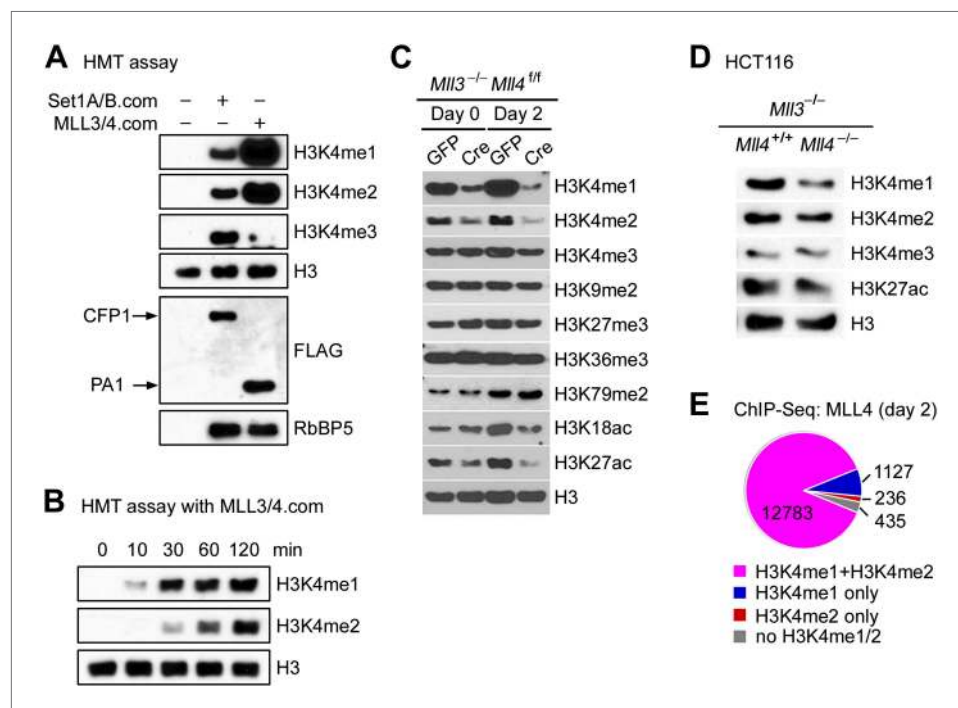 A HMT assay
Set1A/B.com – + –
MLL3/4.com – – +
H3K4me1
H3K4me2
H3K4me3
H3
CFP1
FLAG
PA1
RbBP5
B HMT assay with MLL3/4.com
0 10 30 60 120 min
H3K4me1
H3K4me2
H3
C
Mll3–/– Mll4f/f
Day 0 Day 2
GFP Cre GFP Cre
H3K4me1
H3K4me2
H3K4me3
H3K9me2
H3K27me3
H3K36me3
H3K79me2
H3K18ac
H3K27ac
H3
D HCT116
Mll3–/–
Mll4+/+ Mll4–/–
H3K4me1
H3K4me2
H3K4me3
H3K27ac
H3
E ChIP-Seq: MLL4 (day 2)
1127
236
435
12783
H3K4me1+H3K4me2
H3K4me1 only
H3K4me2 only
no H3K4me1/2